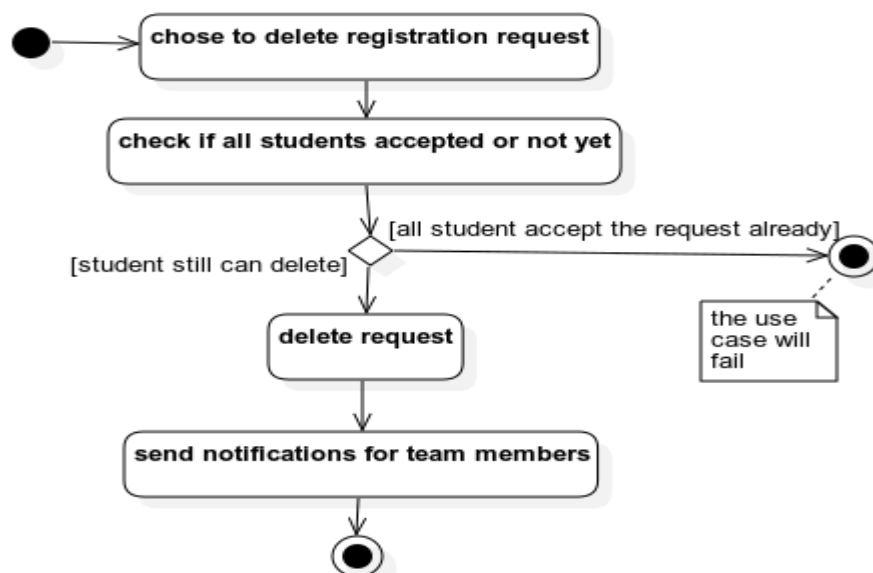 chose to delete registration request
check if all students accepted or not yet
[all student accept the request already]
[student still can delete]
delete request
the use
case will
fail
send notifications for team members